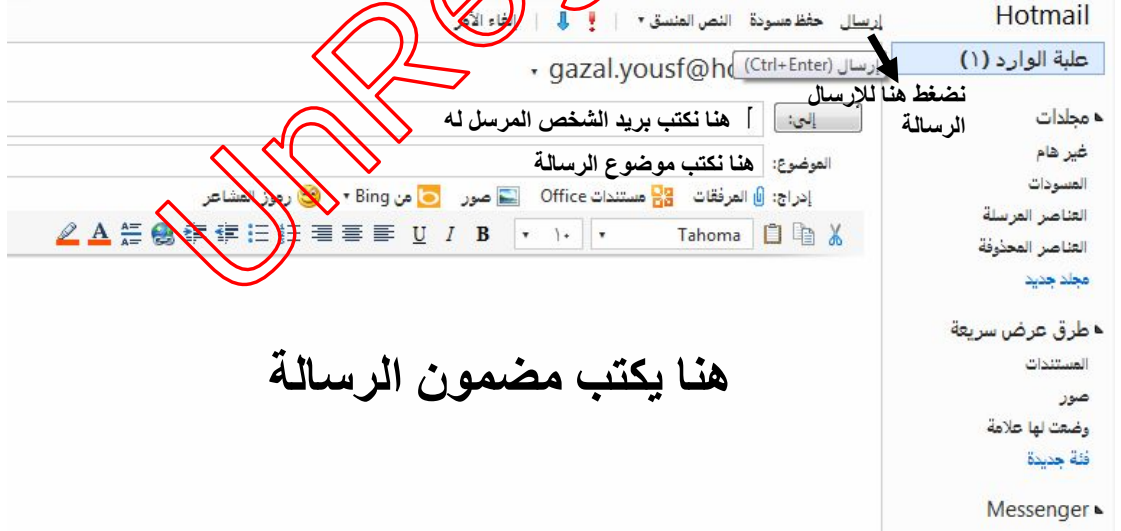 Hotmail
إرسال حفظ مسودة النص المنسق إلغاء الأمر
علبة الوارد (١)
إرسال (Ctrl+Enter)
gazal.yousf@ho
نضغط هنا للإرسال
الرسالة
مجلدات
إلى: هنا نكتب بريد الشخص المرسل له
غير هام
الموضوع: هنا نكتب موضوع الرسالة
المسودات
إدراج: المرفقات مستندات Office صور من Bing رموز المشاعر
العناصر المرسلة
Tahoma ١٠ B I U
العناصر المحذوفة
مجلد جديد
طرق عرض سريعة
المستندات
هنا يكتب مضمون الرسالة
صور
وضعت لها علامة
فئة جديدة
Messenger
UnRe